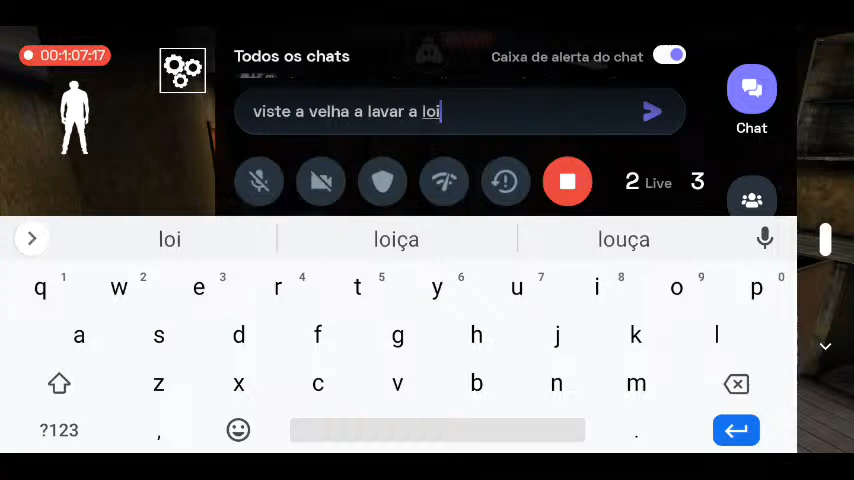 00:1:07:17
Todos os chats
Caixa de alerta do chat
viste a velha a lavar a loi
Chat
2 Live 3
loi loiça louça
q 1 w 2 e 3 r 4 t 5 y 6 u 7 i 8 o 9 p 0
a s d f g h j k l
z x c v b n m
?123 , .